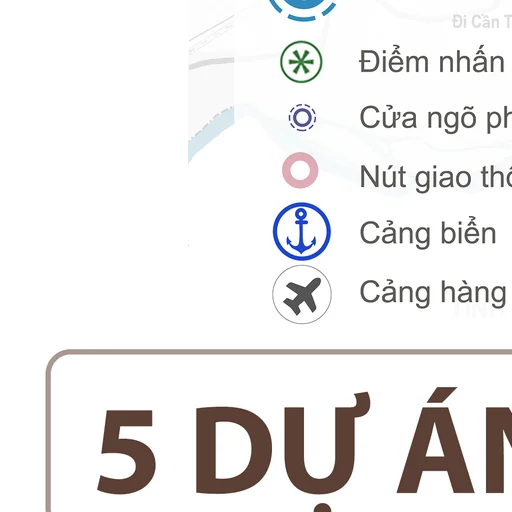 Đi Cần T
Điểm nhấn
Cửa ngõ ph
Nút giao thô
Cảng biển
Cảng hàng
5 DỰ ÁN